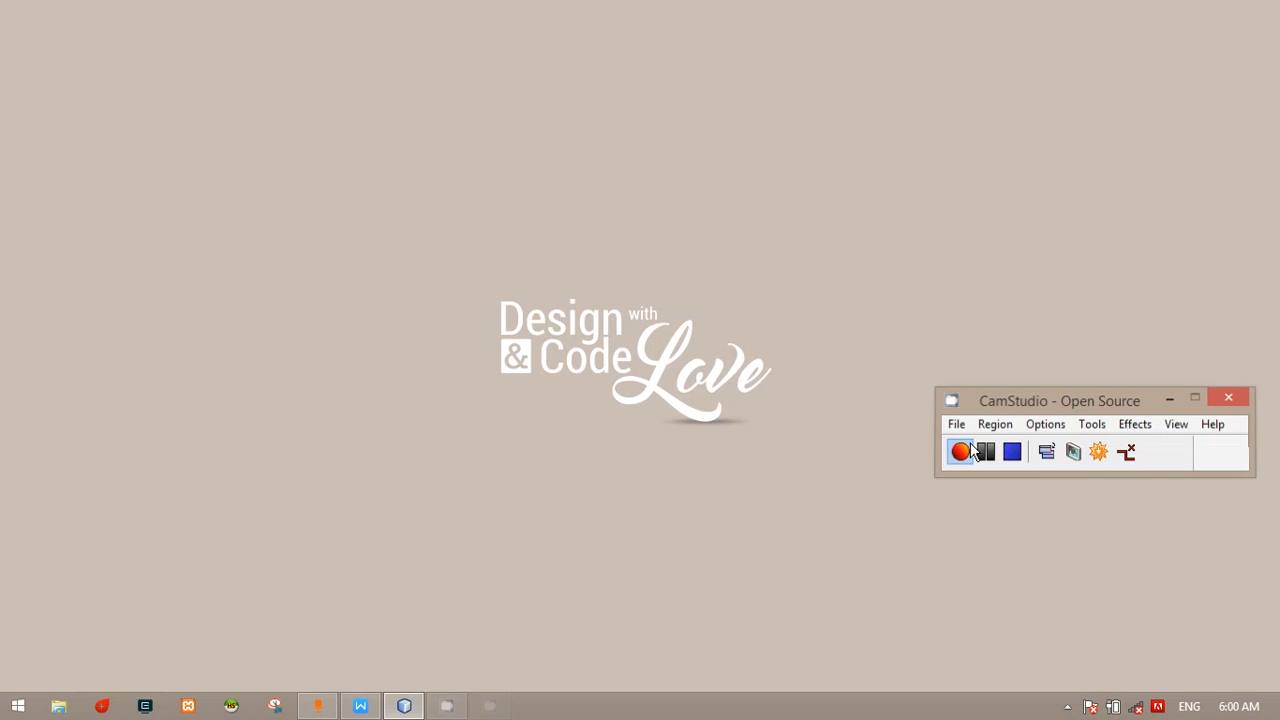 Design with
& Code Love
CamStudio - Open Source
File Region Options Tools Effects View Help
ENG 6:00 AM